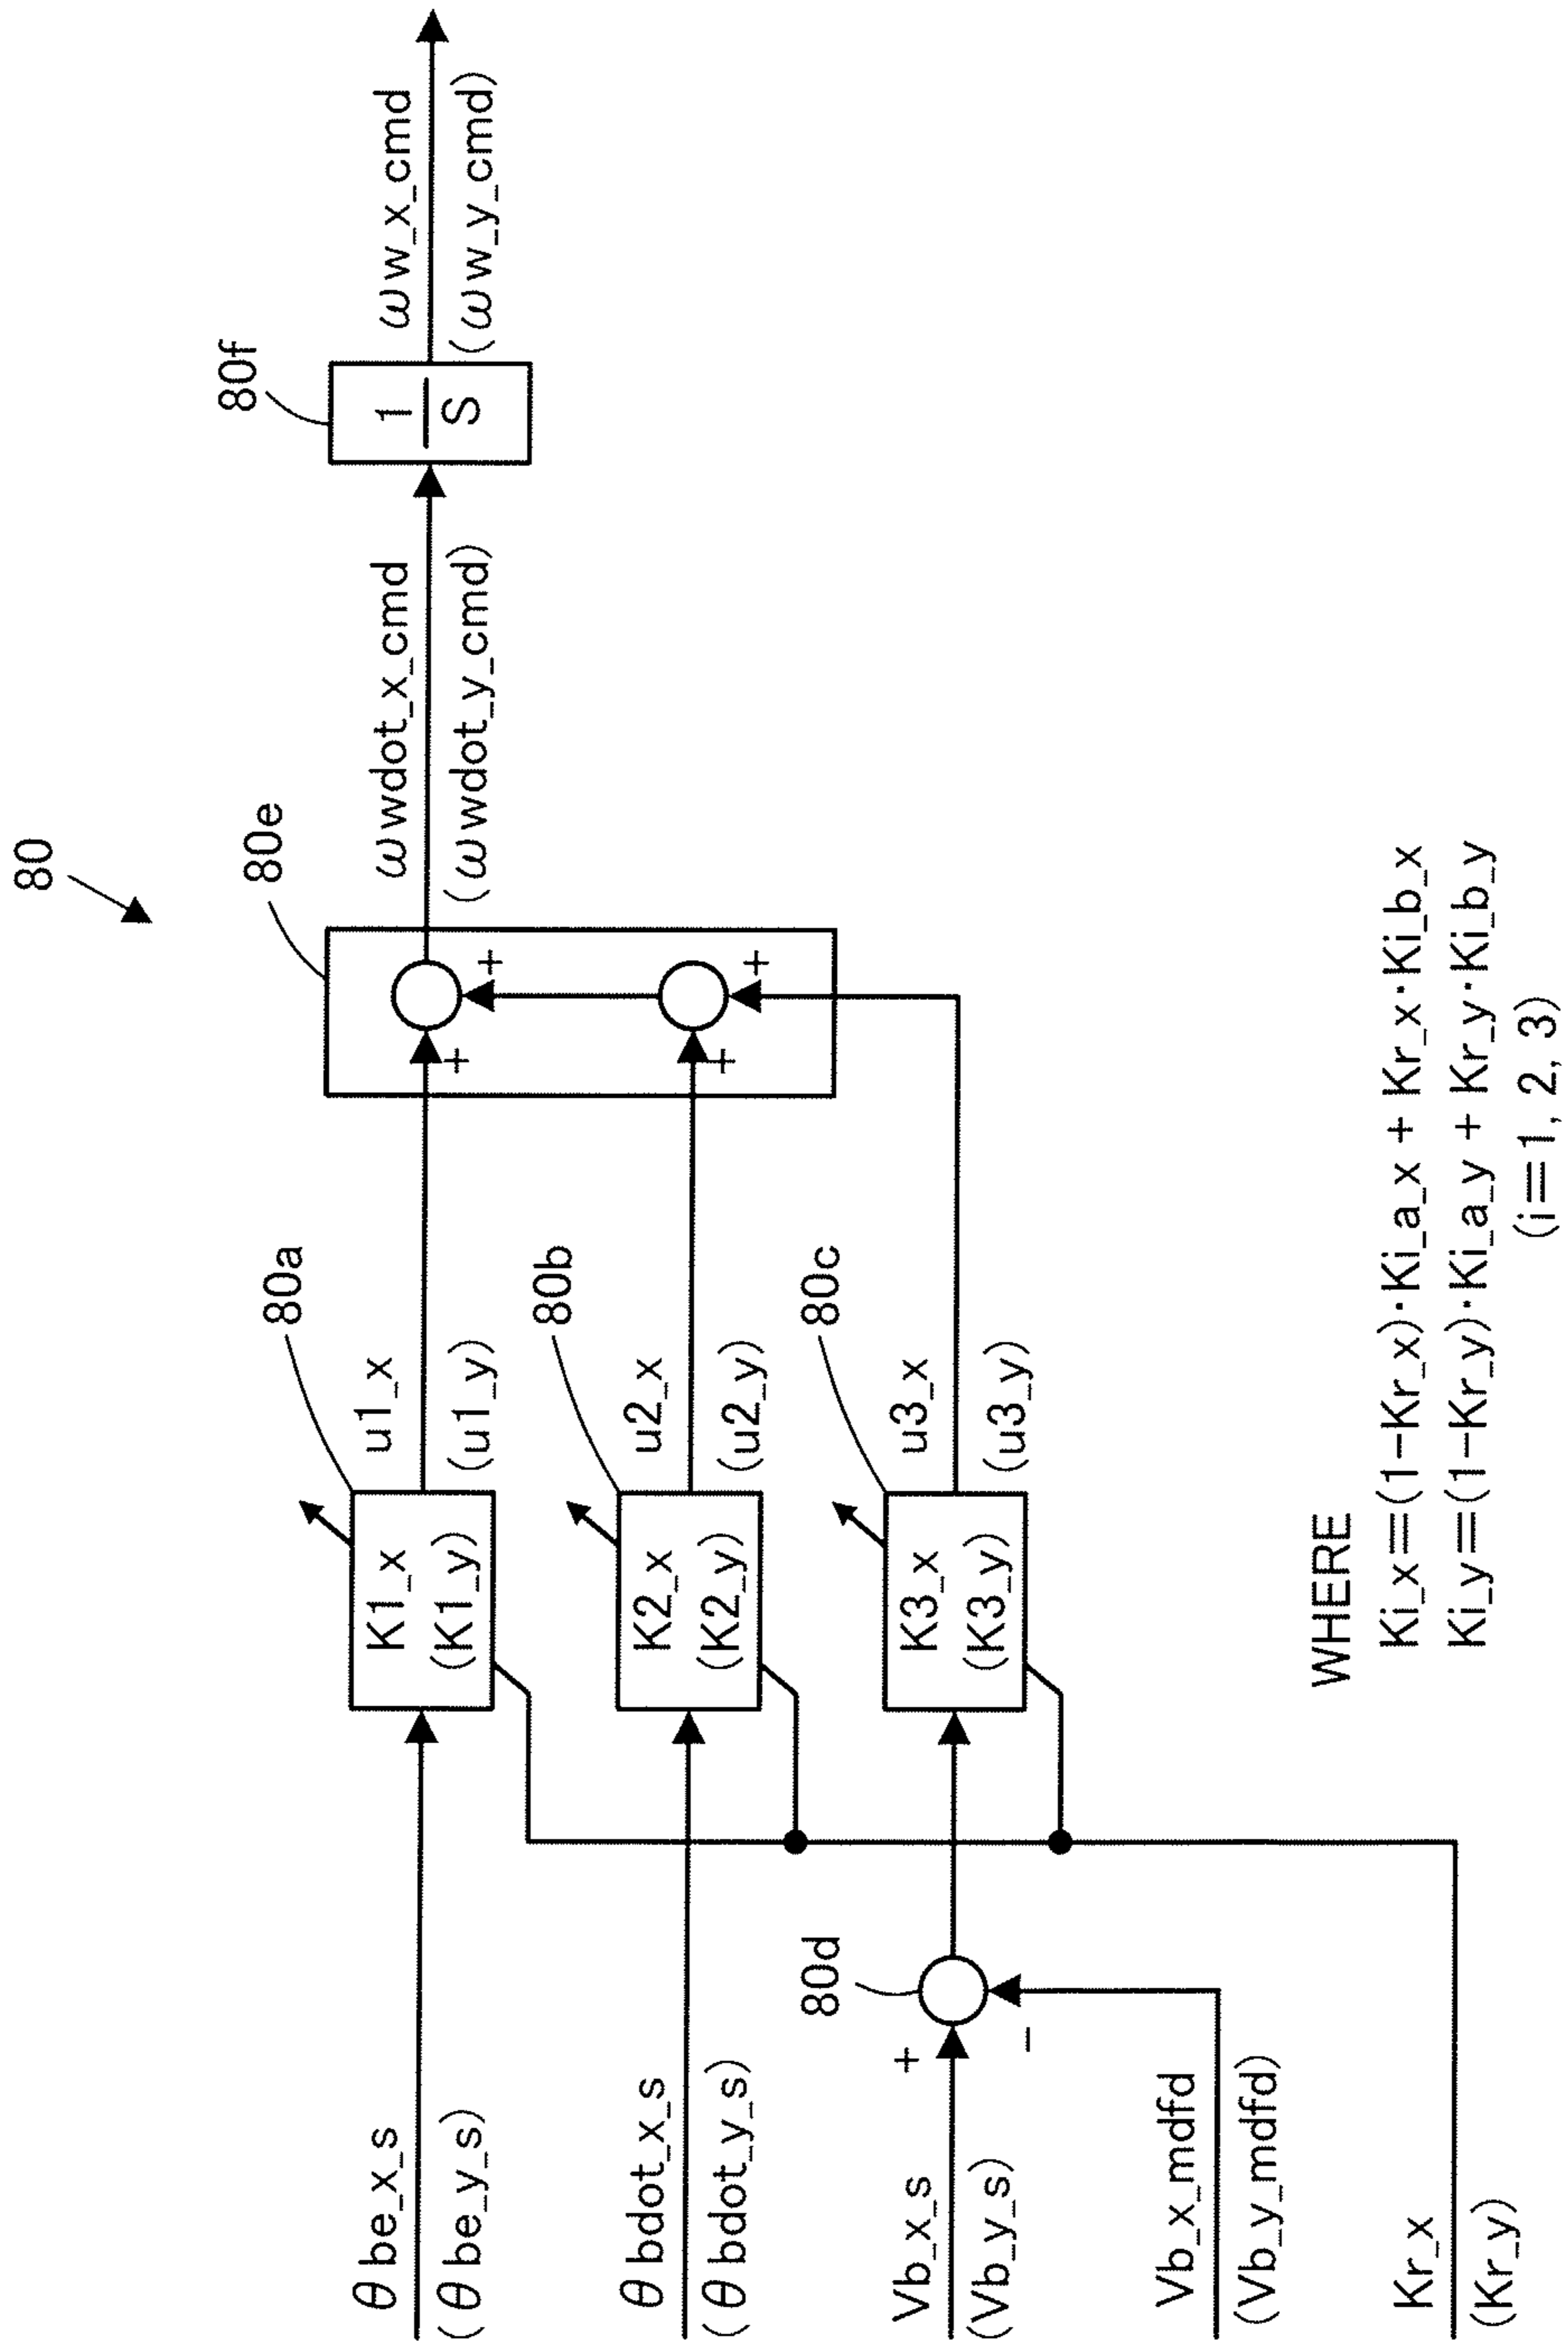 80
80e
80f
80a
80b
80c
80d
θbe_x_s
(θbe_y_s)
K1_x
(K1_y)
u1_x
(u1_y)
+
+
ωwdot_x_cmd
(ωwdot_y_cmd)
1
S
ωw_x_cmd
(ωw_y_cmd)
θbdot_x_s
(θbdot_y_s)
K2_x
(K2_y)
u2_x
(u2_y)
+
+
Vb_x_s
(Vb_y_s)
+
-
K3_x
(K3_y)
u3_x
(u3_y)
Vb_x_mdfd
(Vb_y_mdfd)
Kr_x
(Kr_y)
WHERE
Ki_x=(1-Kr_x)·Ki_a_x + Kr_x·Ki_b_x
Ki_y=(1-Kr_y)·Ki_a_y + Kr_y·Ki_b_y
(i=1, 2, 3)